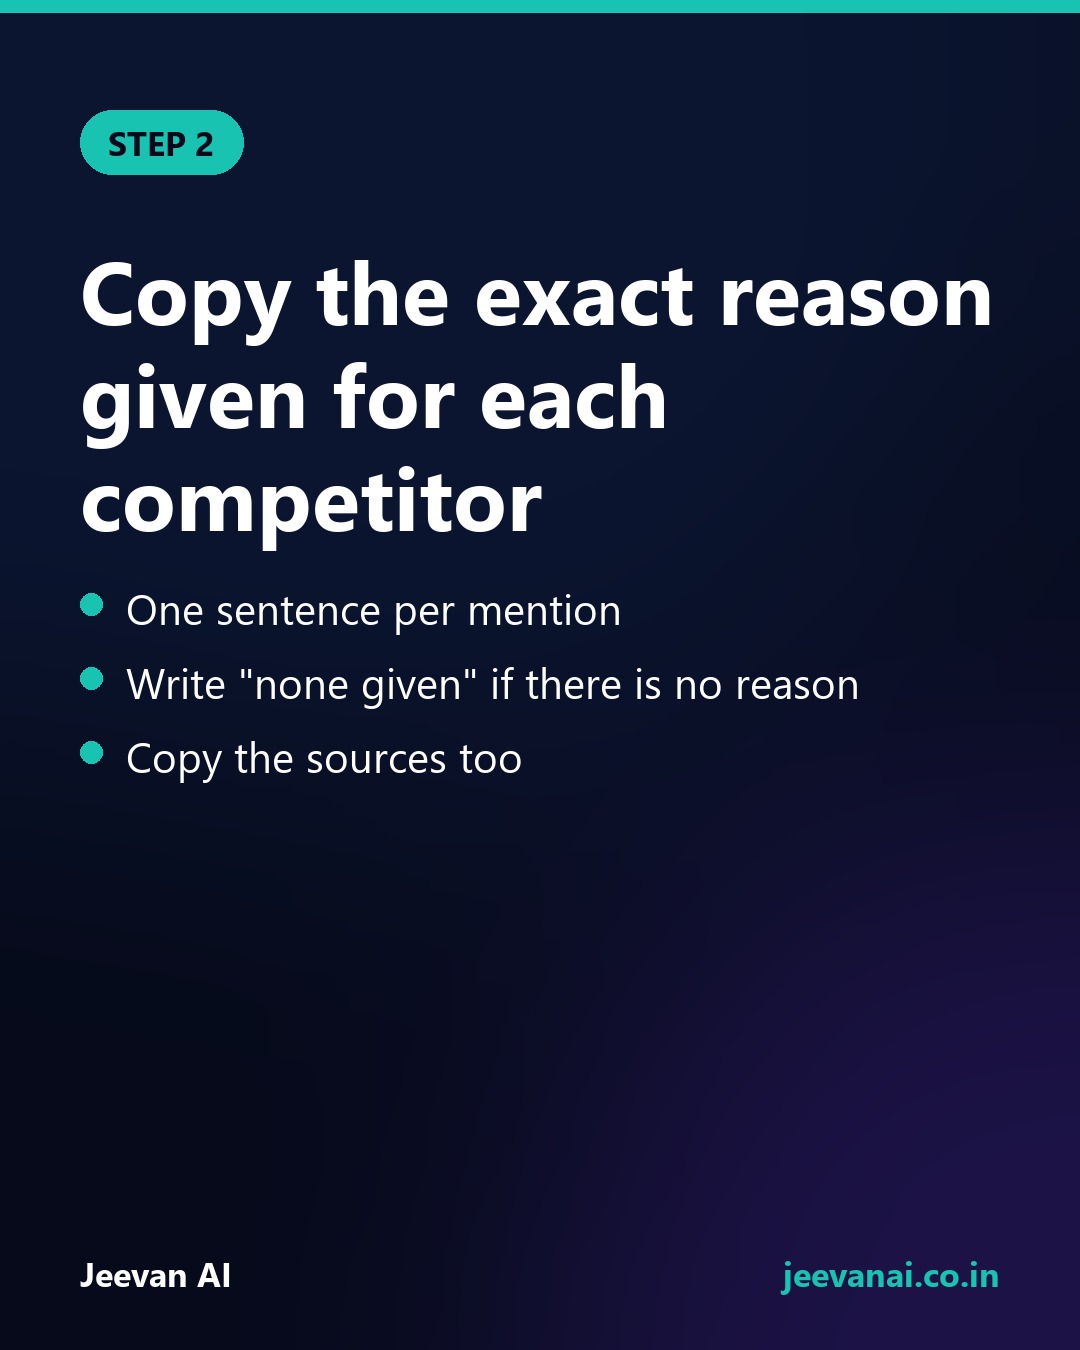 STEP 2
Copy the exact reason
given for each
competitor
One sentence per mention
Write "none given" if there is no reason
Copy the sources too
Jeevan AI
jeevanai.co.in